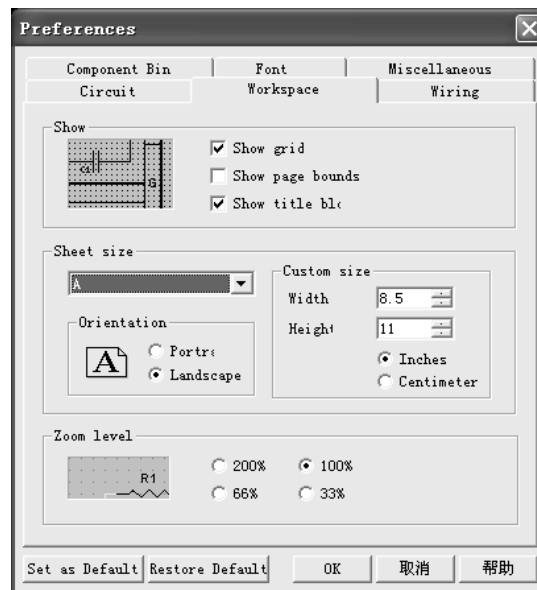 Preferences
Component Bin Font Miscellaneous
Circuit Workspace Wiring
Show
C1
G
Show grid
Show page bounds
Show title blo
Sheet size
A
Orientation
A
Portra
Landscape
Custom size
Width 8.5
Height 11
Inches
Centimeter
Zoom level
R1
200% 100%
66% 33%
Set as Default Restore Default OK 取消 帮助